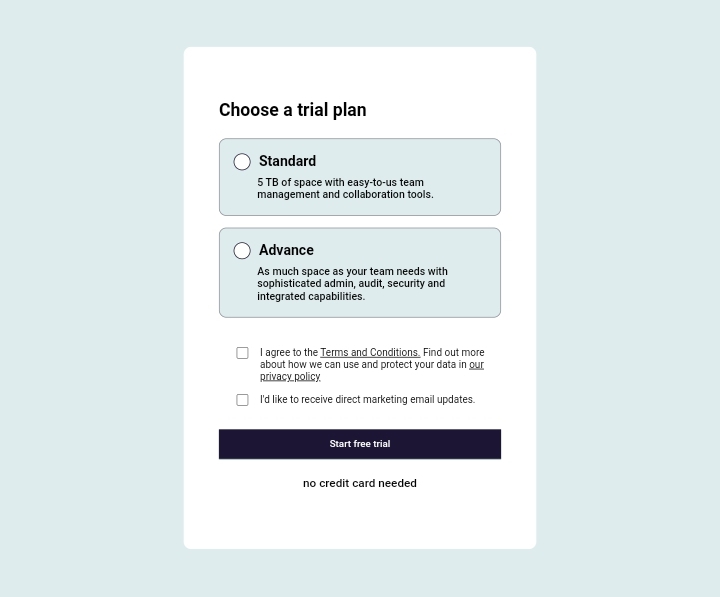 Choose a trial plan
Standard
5 TB of space with easy-to-us team
management and collaboration tools.
Advance
As much space as your team needs with
sophisticated admin, audit, security and
integrated capabilities.
I agree to the Terms and Conditions. Find out more
about how we can use and protect your data in our
privacy policy
I'd like to receive direct marketing email updates.
Start free trial
no credit card needed